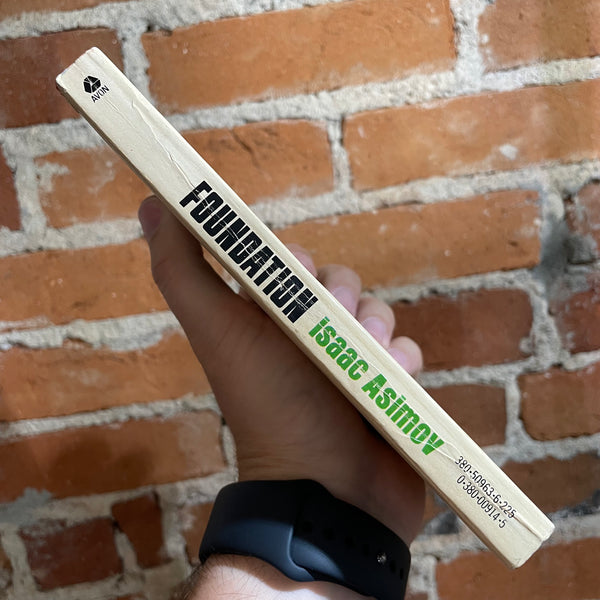 AVON
FOUNDATION
isaac Asimov
380-50963-6-225
0-380-00914-5